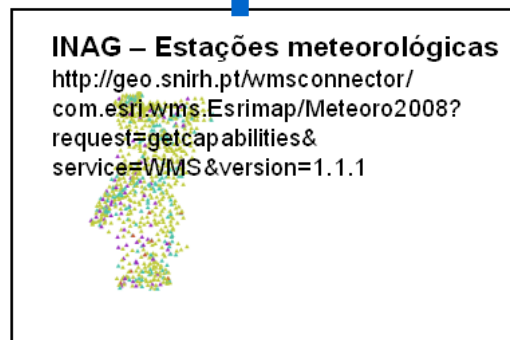 INAG – Estações meteorológicas
http://geo.snirh.pt/wmsconnector/
com.esri.wms.Esrimap/Meteoro2008?
request=getcapabilities&
service=WMS&version=1.1.1